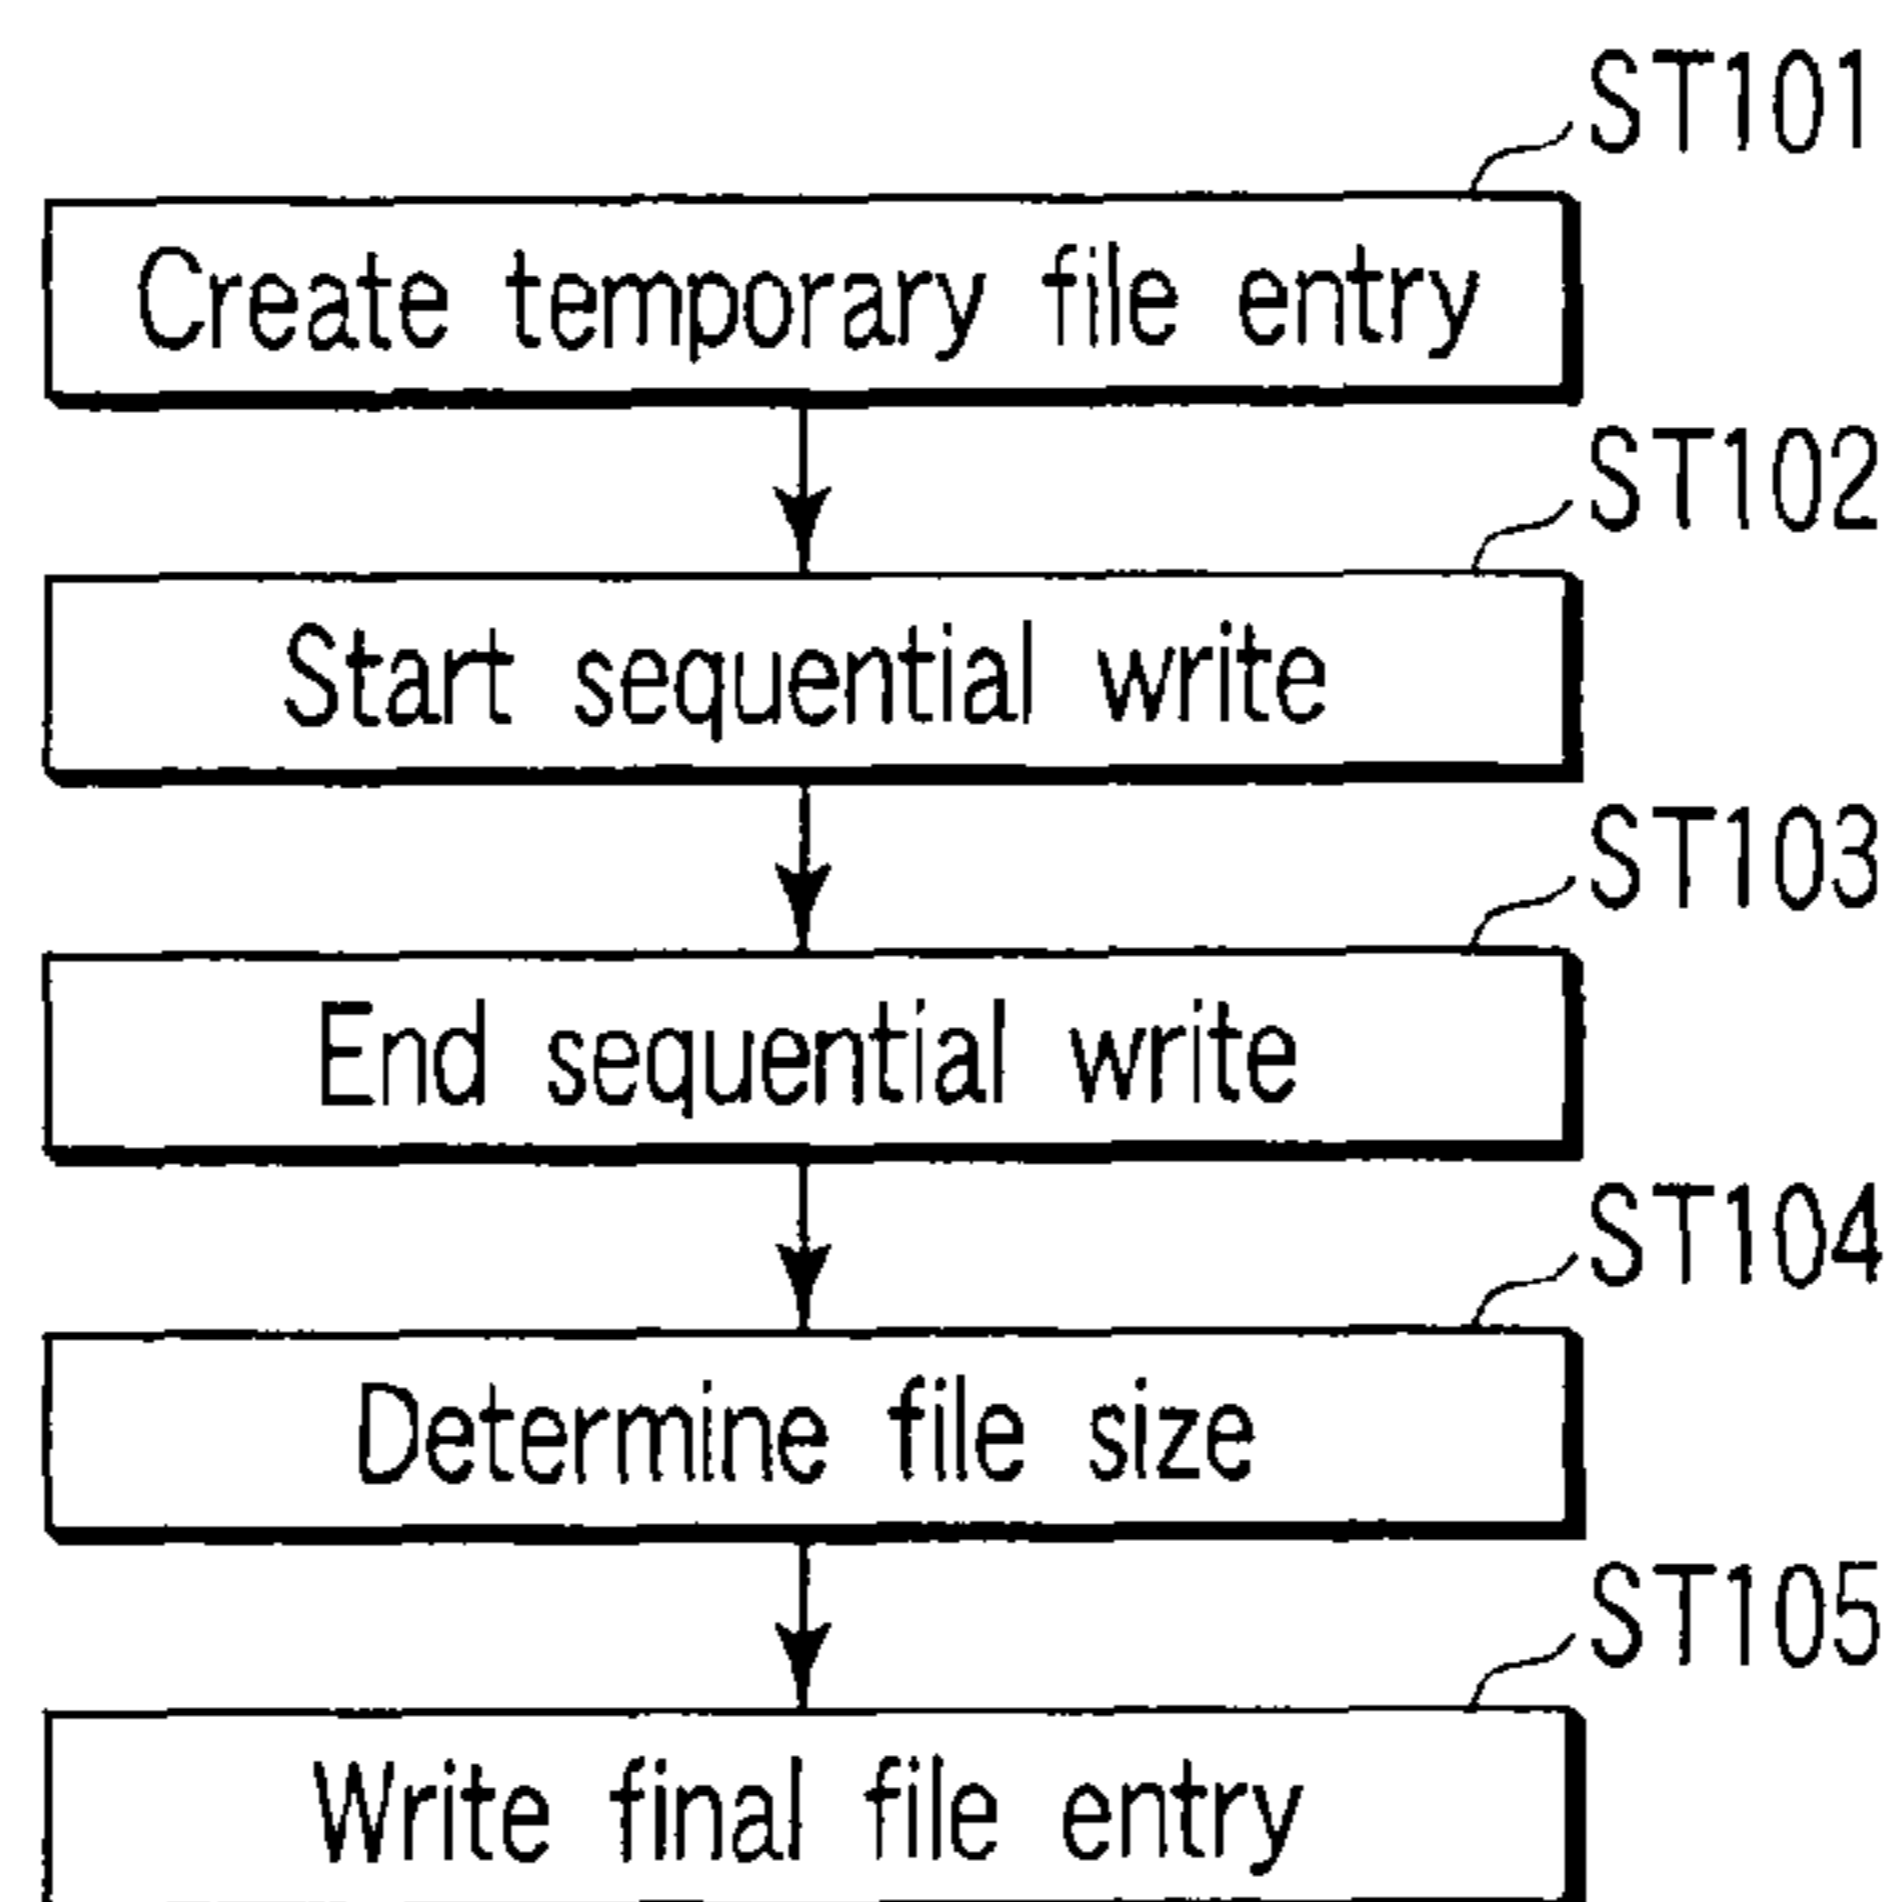 ST101
Create temporary file entry
ST102
Start sequential write
ST103
End sequential write
ST104
Determine file size
ST105
Write final file entry